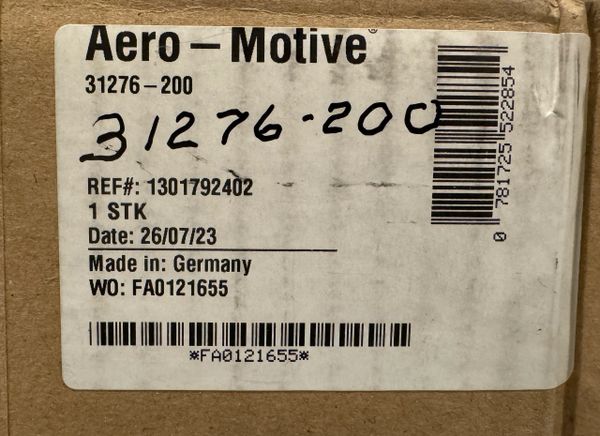 Aero – Motive®
31276–200
31276-200
REF#: 1301792402
1 STK
Date: 26/07/23
Made in: Germany
WO: FA0121655
*FA0121655*
0 781725 522854